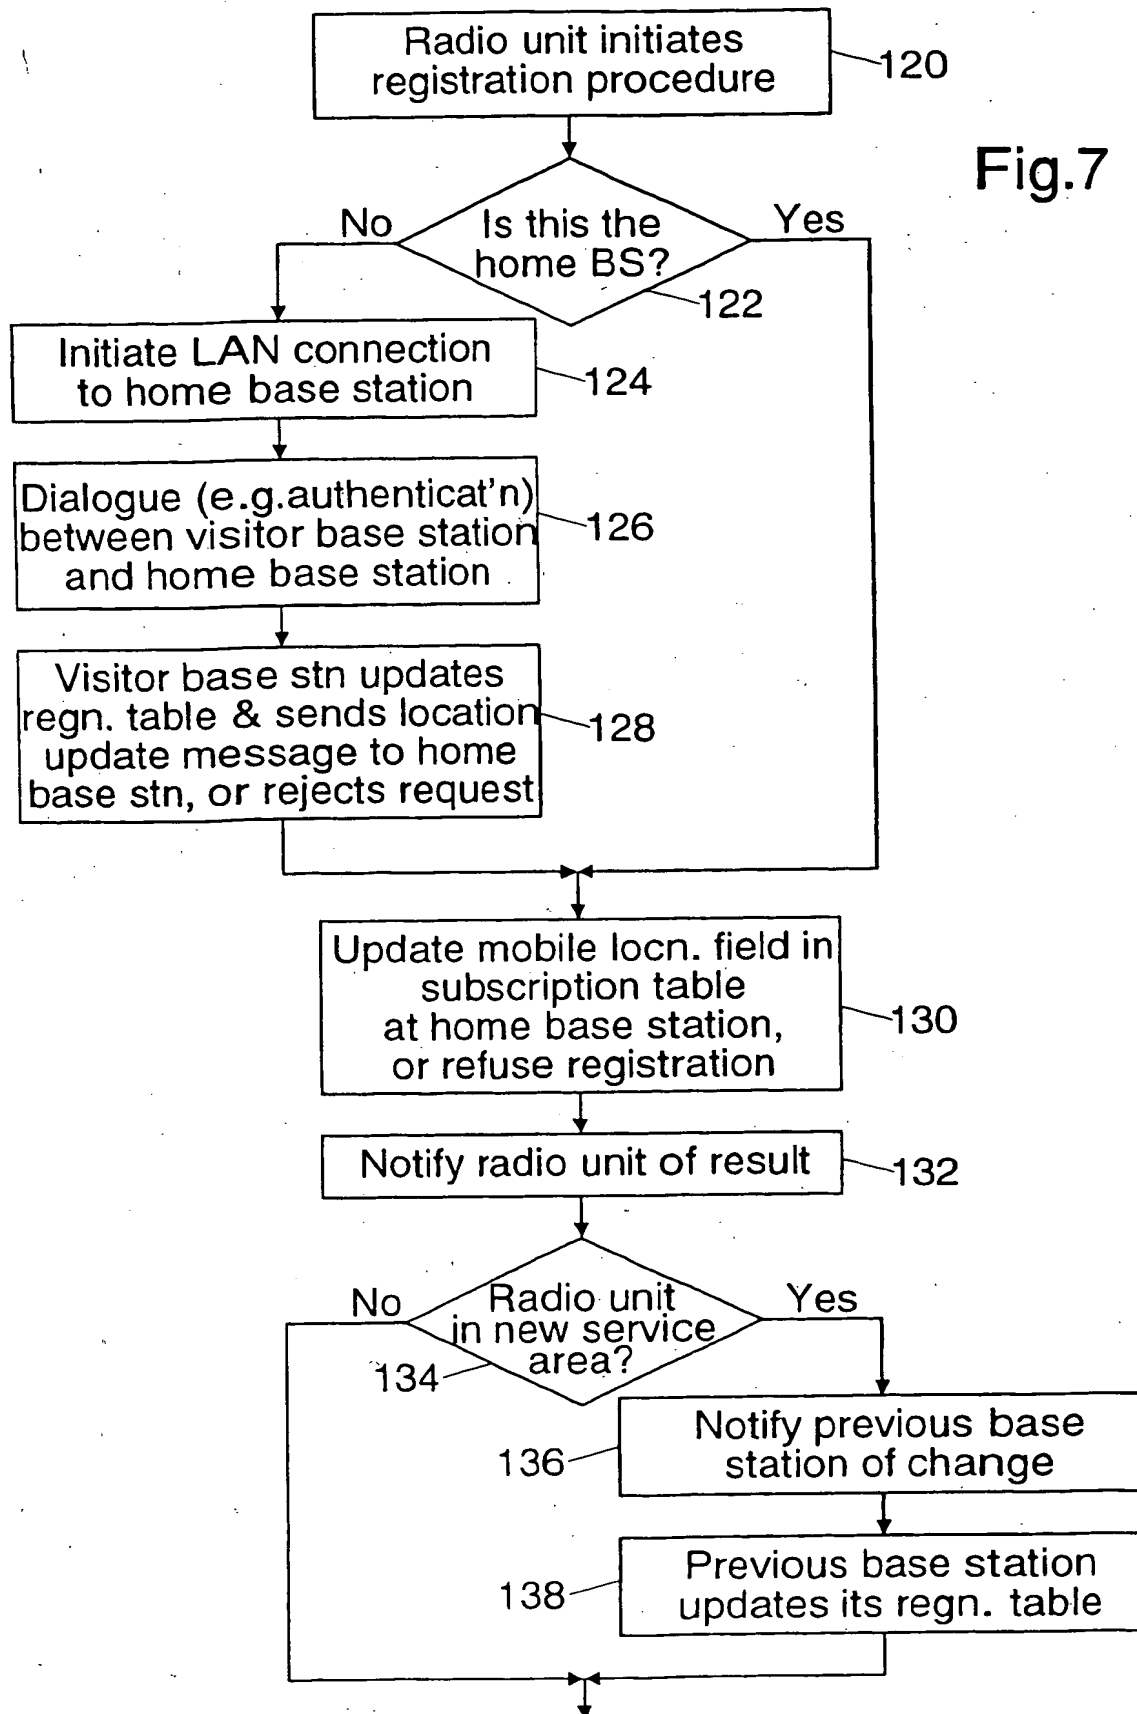 Radio unit initiates
registration procedure
120
Fig.7
No
Is this the
home BS?
Yes
122
Initiate LAN connection
to home base station
124
Dialogue (e.g.authenticat'n)
between visitor base station
and home base station
126
Visitor base stn updates
regn. table & sends location
update message to home
base stn, or rejects request
128
Update mobile locn. field in
subscription table
at home base station,
or refuse registration
130
Notify radio unit of result
132
No
Radio unit
in new service
area?
Yes
134
Notify previous base
station of change
136
Previous base station
updates its regn. table
138